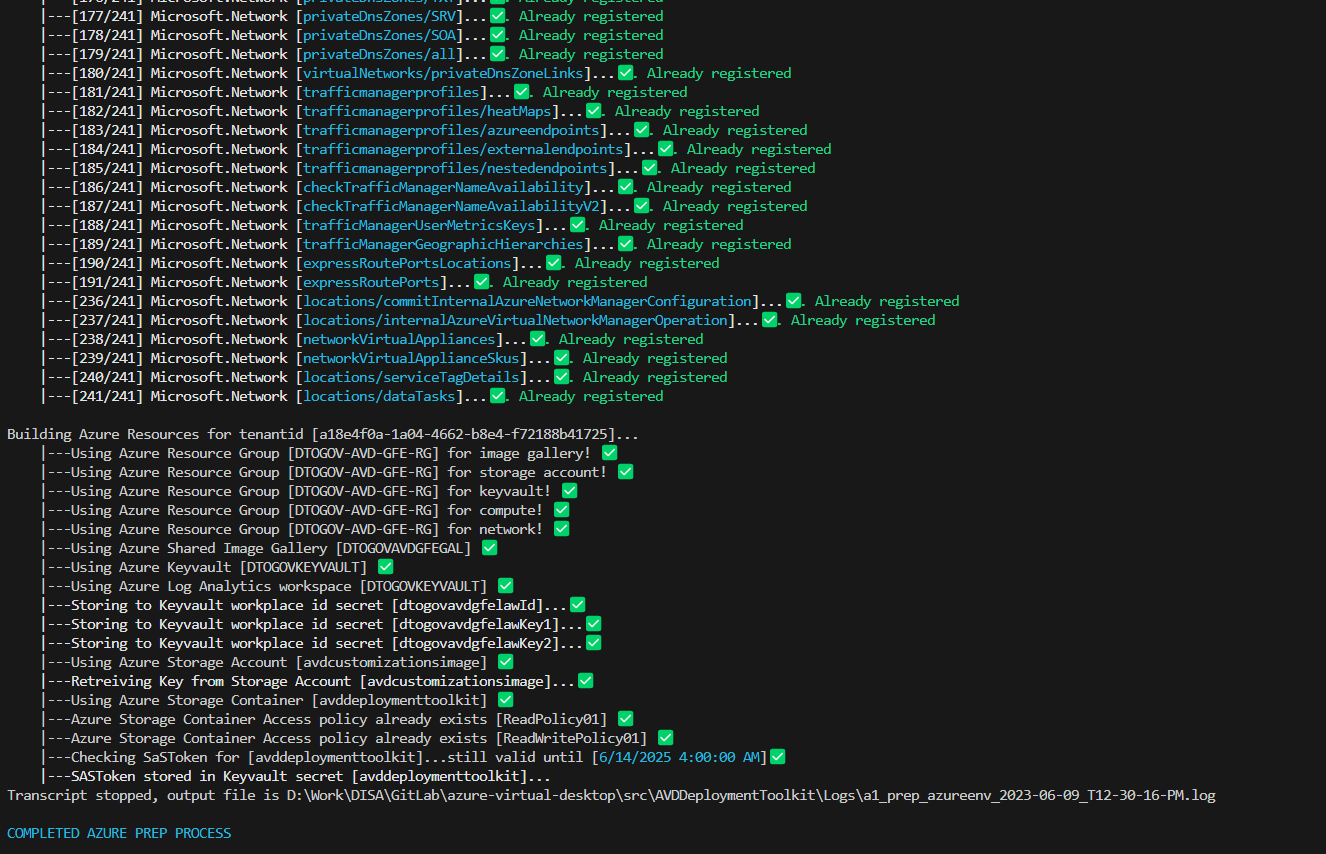 |---[177/241] Microsoft.Network [privateDnsZones/SRV]...✅. Already registered
|---[178/241] Microsoft.Network [privateDnsZones/SOA]...✅. Already registered
|---[179/241] Microsoft.Network [privateDnsZones/all]...✅. Already registered
|---[180/241] Microsoft.Network [virtualNetworks/privateDnsZoneLinks]...✅. Already registered
|---[181/241] Microsoft.Network [trafficmanagerprofiles]...✅. Already registered
|---[182/241] Microsoft.Network [trafficmanagerprofiles/heatMaps]...✅. Already registered
|---[183/241] Microsoft.Network [trafficmanagerprofiles/azureendpoints]...✅. Already registered
|---[184/241] Microsoft.Network [trafficmanagerprofiles/externalendpoints]...✅. Already registered
|---[185/241] Microsoft.Network [trafficmanagerprofiles/nestedendpoints]...✅. Already registered
|---[186/241] Microsoft.Network [checkTrafficManagerNameAvailability]...✅. Already registered
|---[187/241] Microsoft.Network [checkTrafficManagerNameAvailabilityV2]...✅. Already registered
|---[188/241] Microsoft.Network [trafficManagerUserMetricsKeys]...✅. Already registered
|---[189/241] Microsoft.Network [trafficManagerGeographicHierarchies]...✅. Already registered
|---[190/241] Microsoft.Network [expressRoutePortsLocations]...✅. Already registered
|---[191/241] Microsoft.Network [expressRoutePorts]...✅. Already registered
|---[236/241] Microsoft.Network [locations/commitInternalAzureNetworkManagerConfiguration]...✅. Already registered
|---[237/241] Microsoft.Network [locations/internalAzureVirtualNetworkManagerOperation]...✅. Already registered
|---[238/241] Microsoft.Network [networkVirtualAppliances]...✅. Already registered
|---[239/241] Microsoft.Network [networkVirtualApplianceSkus]...✅. Already registered
|---[240/241] Microsoft.Network [locations/serviceTagDetails]...✅. Already registered
|---[241/241] Microsoft.Network [locations/dataTasks]...✅. Already registered
Building Azure Resources for tenantid [a18e4f0a-1a04-4662-b8e4-f72188b41725]...
|---Using Azure Resource Group [DTOGOV-AVD-GFE-RG] for image gallery! ✅
|---Using Azure Resource Group [DTOGOV-AVD-GFE-RG] for storage account! ✅
|---Using Azure Resource Group [DTOGOV-AVD-GFE-RG] for keyvault! ✅
|---Using Azure Resource Group [DTOGOV-AVD-GFE-RG] for compute! ✅
|---Using Azure Resource Group [DTOGOV-AVD-GFE-RG] for network! ✅
|---Using Azure Shared Image Gallery [DTOGOVAVDGFEGAL] ✅
|---Using Azure Keyvault [DTOGOVKEYVAULT] ✅
|---Using Azure Log Analytics workspace [DTOGOVKEYVAULT] ✅
|---Storing to Keyvault workplace id secret [dtogovavdgfelawId]...✅
|---Storing to Keyvault workplace id secret [dtogovavdgfelawKey1]...✅
|---Storing to Keyvault workplace id secret [dtogovavdgfelawKey2]...✅
|---Using Azure Storage Account [avdcustomizationsimage] ✅
|---Retreiving Key from Storage Account [avdcustomizationsimage]...✅
|---Using Azure Storage Container [avddeploymenttoolkit] ✅
|---Azure Storage Container Access policy already exists [ReadPolicy01] ✅
|---Azure Storage Container Access policy already exists [ReadWritePolicy01] ✅
|---Checking SaSToken for [avddeploymenttoolkit]...still valid until [6/14/2025 4:00:00 AM]✅
|---SASToken stored in Keyvault secret [avddeploymenttoolkit]...
Transcript stopped, output file is D:\Work\DISA\GitLab\azure-virtual-desktop\src\AVDDeploymentToolkit\Logs\a1_prep_azureenv_2023-06-09_T12-30-16-PM.log
COMPLETED AZURE PREP PROCESS